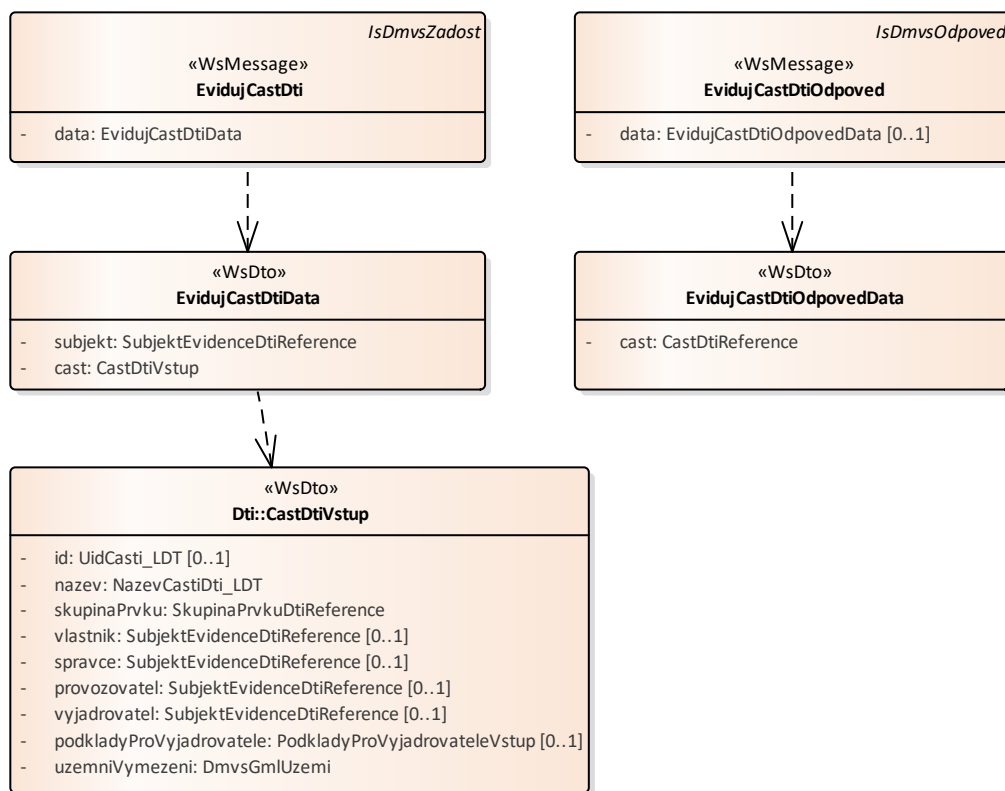 IsDmvsZadost
«WsMessage»
EvidujCastDti
- data: EvidujCastDtiData
IsDmvsOdpoved
«WsMessage»
EvidujCastDtiOdpoved
- data: EvidujCastDtiOdpovedData [0..1]
«WsDto»
EvidujCastDtiData
- subjekt: SubjektEvidenceDtiReference
- cast: CastDtiVstup
«WsDto»
EvidujCastDtiOdpovedData
- cast: CastDtiReference
«WsDto»
Dti::CastDtiVstup
- id: UidCasti_LDT [0..1]
- nazev: NazevCastiDti_LDT
- skupinaPrvku: SkupinaPrvkuDtiReference
- vlastnik: SubjektEvidenceDtiReference [0..1]
- spravce: SubjektEvidenceDtiReference [0..1]
- provozovatel: SubjektEvidenceDtiReference [0..1]
- vyjadrovatel: SubjektEvidenceDtiReference [0..1]
- podkladyProVyjadrovatele: PodkladyProVyjadrovateleVstup [0..1]
- uzemniVymezeni: DmvsGmlUzemi